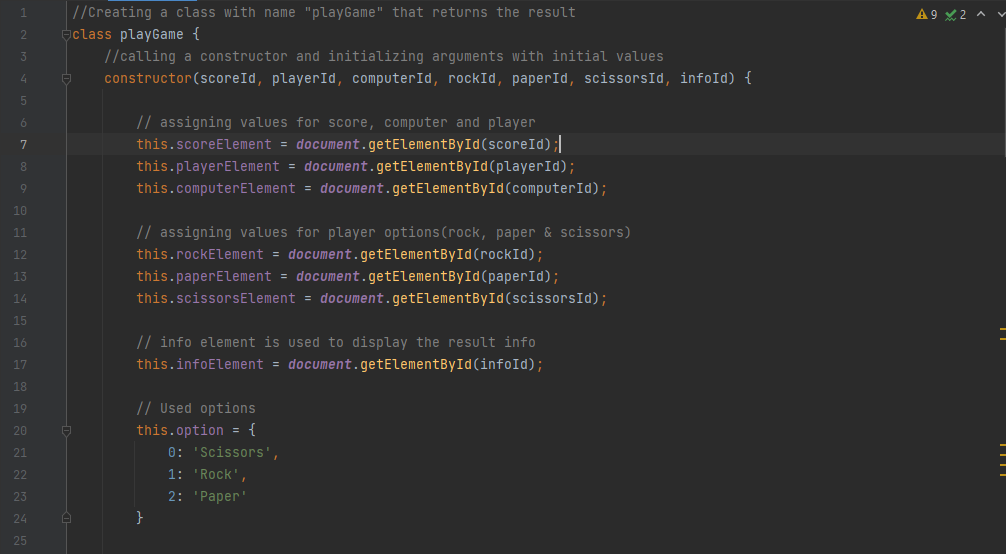 1 //Creating a class with name "playGame" that returns the result 9 2
2 class playGame {
3 //calling a constructor and initializing arguments with initial values
4 constructor(scoreId, playerId, computerId, rockId, paperId, scissorsId, infoId) {
5
6 // assigning values for score, computer and player
7 this.scoreElement = document.getElementById(scoreId);
8 this.playerElement = document.getElementById(playerId);
9 this.computerElement = document.getElementById(computerId);
10
11 // assigning values for player options(rock, paper & scissors)
12 this.rockElement = document.getElementById(rockId);
13 this.paperElement = document.getElementById(paperId);
14 this.scissorsElement = document.getElementById(scissorsId);
15
16 // info element is used to display the result info
17 this.infoElement = document.getElementById(infoId);
18
19 // Used options
20 this.option = {
21 0: 'Scissors',
22 1: 'Rock',
23 2: 'Paper'
24 }
25